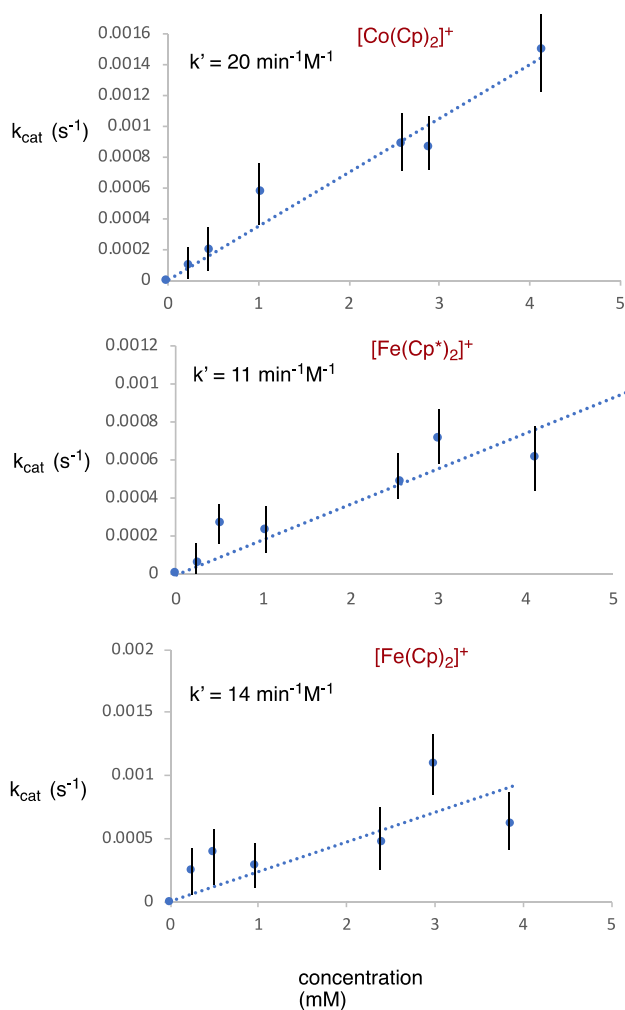 [Co(Cp)₂]⁺
k' = 20 min⁻¹M⁻¹
k_cat (s⁻¹)
0.0016
0.0014
0.0012
0.001
0.0008
0.0006
0.0004
0.0002
0
0 1 2 3 4 5
[Fe(Cp*)₂]⁺
k' = 11 min⁻¹M⁻¹
k_cat (s⁻¹)
0.0012
0.001
0.0008
0.0006
0.0004
0.0002
0
0 1 2 3 4 5
[Fe(Cp)₂]⁺
k' = 14 min⁻¹M⁻¹
k_cat (s⁻¹)
0.002
0.0015
0.001
0.0005
0
0 1 2 3 4 5
concentration
(mM)